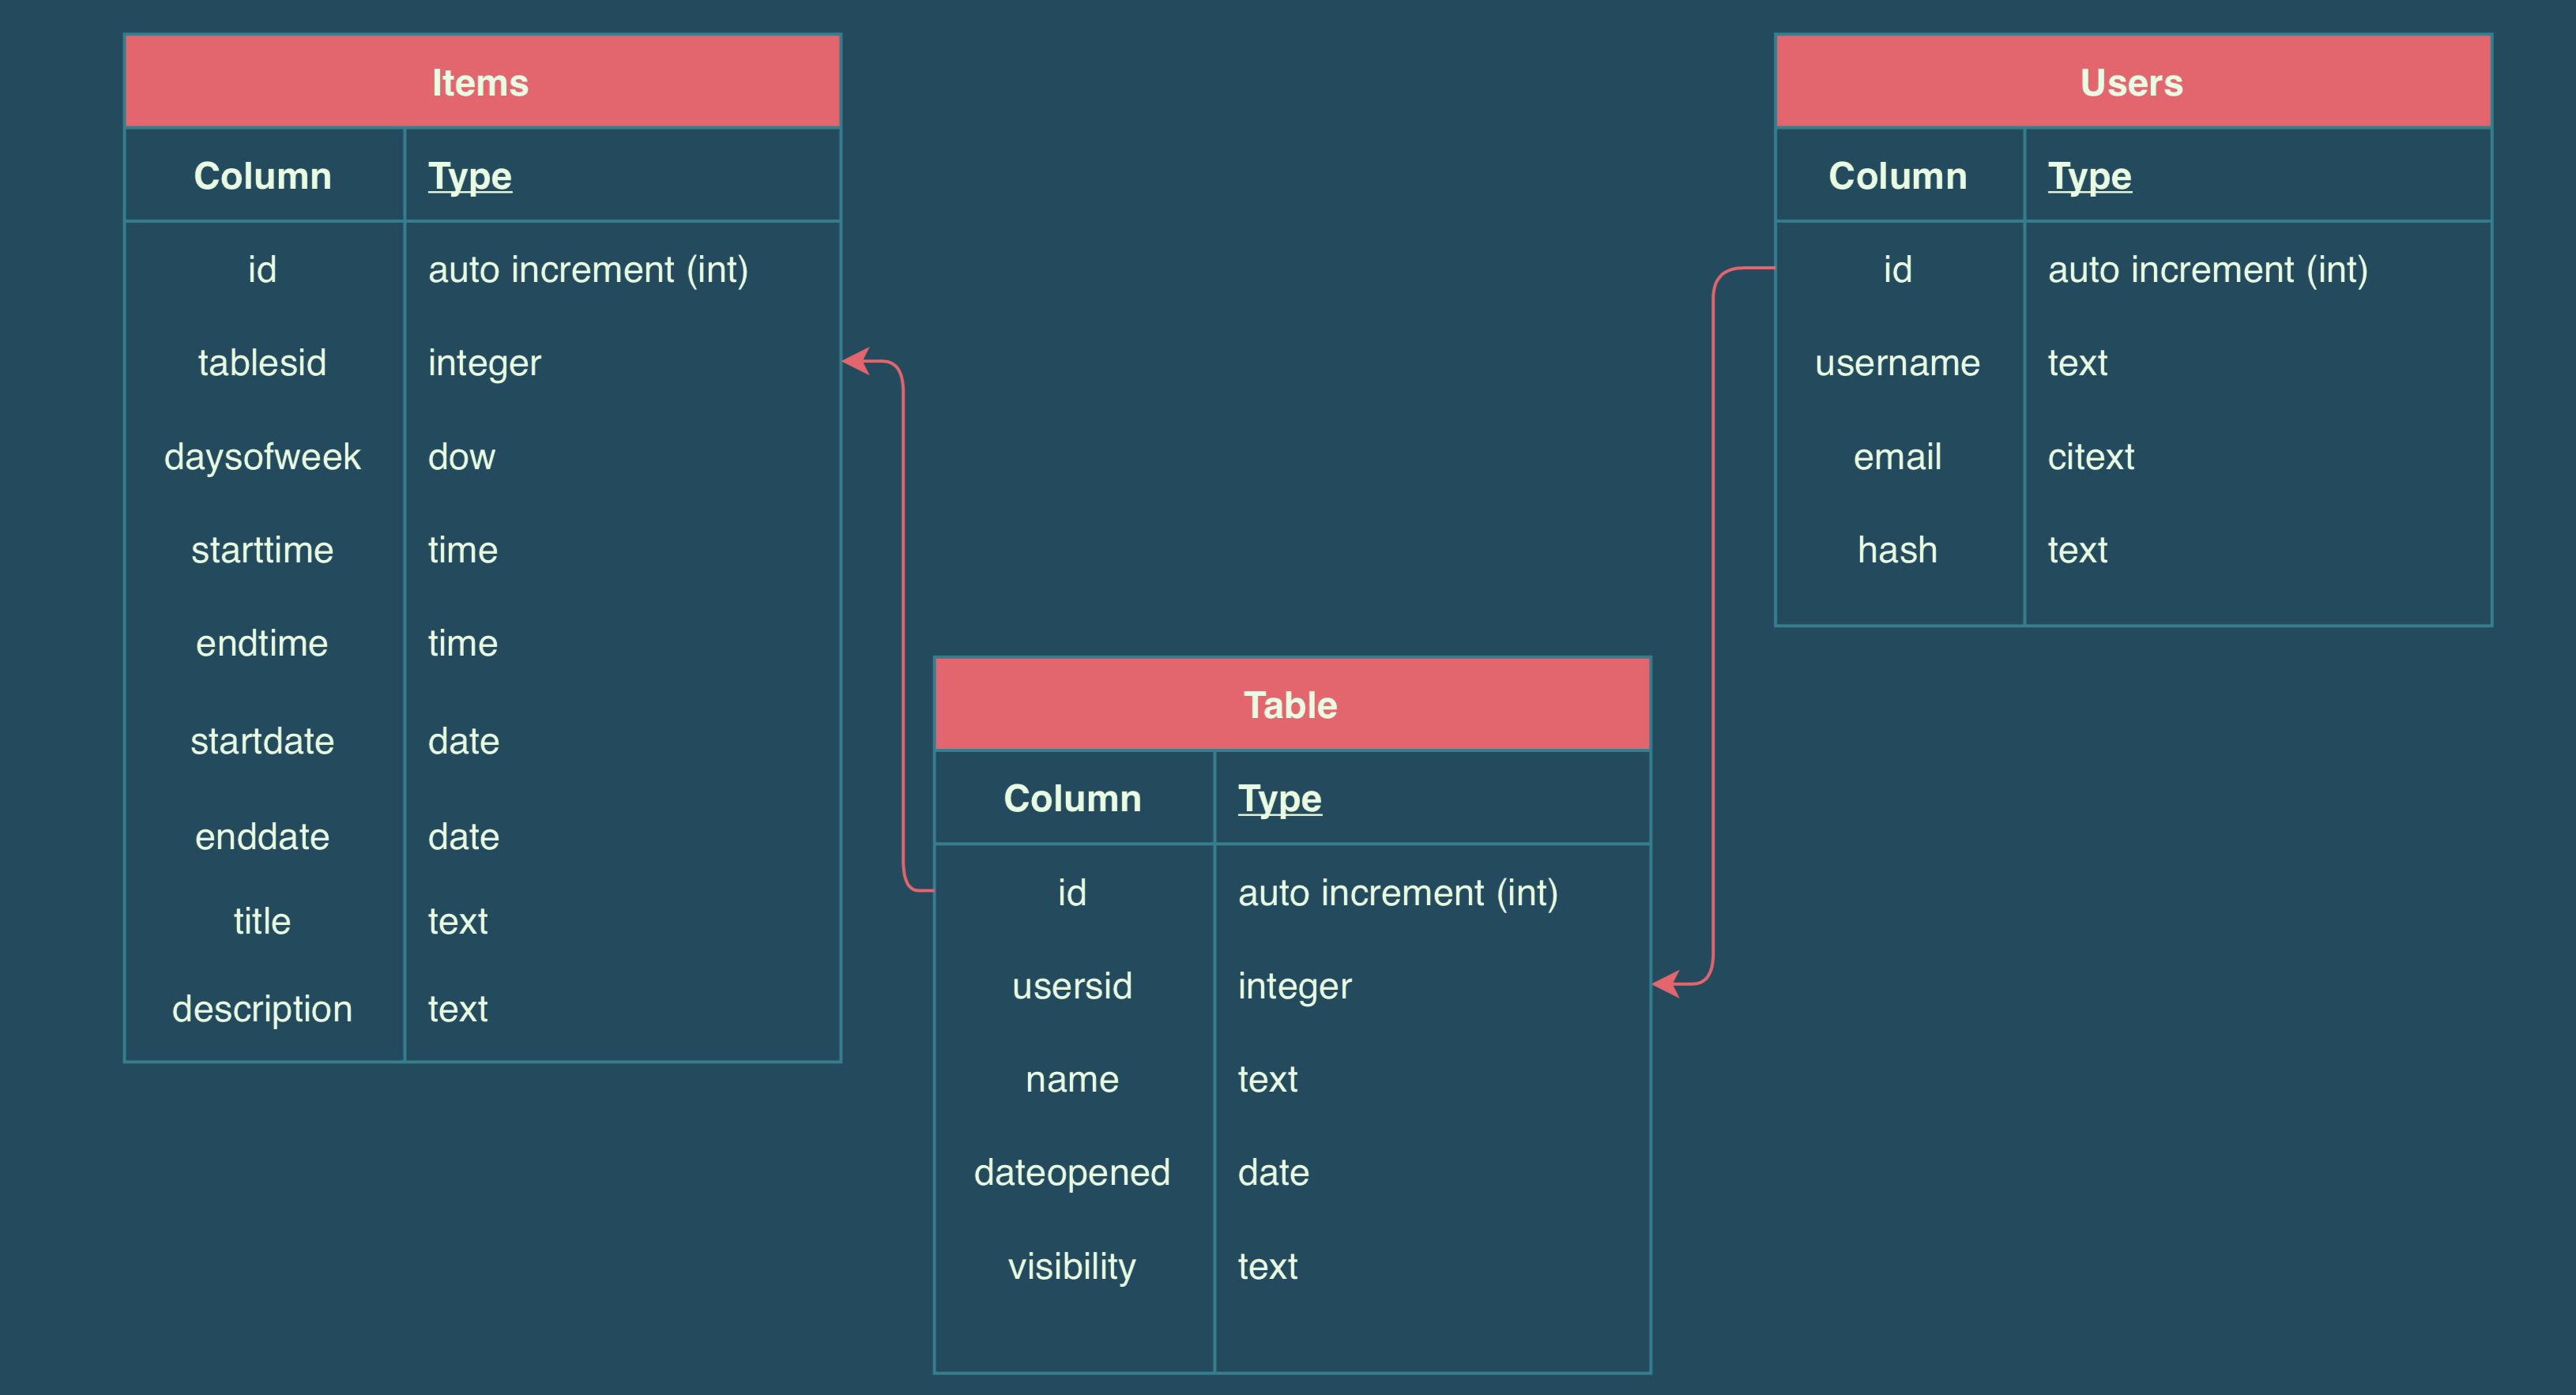 Items
Column Type
id auto increment (int)
tablesid integer
daysofweek dow
starttime time
endtime time
startdate date
enddate date
title text
description text
Users
Column Type
id auto increment (int)
username text
email citext
hash text
Table
Column Type
id auto increment (int)
usersid integer
name text
dateopened date
visibility text